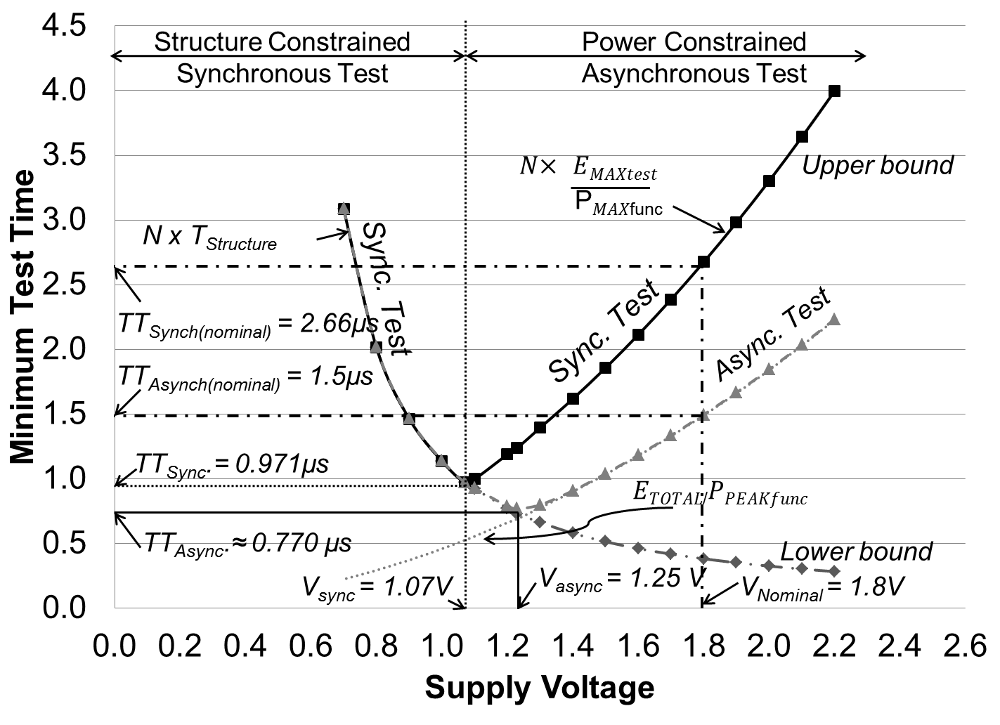 4.5
4.0
3.5
3.0
2.5
2.0
1.5
1.0
0.5
0.0
Minimum Test Time
Structure Constrained
Synchronous Test
Power Constrained
Asynchronous Test
N× E_MAXtest
P_MAXfunc
Upper bound
N x T_Structure
Sync. Test
Sync. Test
Async. Test
TT_Synch(nominal) = 2.66µs
TT_Asynch(nominal) = 1.5µs
TT_Sync. = 0.971µs
E_TOTAL/P_PEAKfunc
TT_Async. ≈ 0.770 µs
Lower bound
V_sync = 1.07V
V_async = 1.25 V
V_Nominal = 1.8V
0.0 0.2 0.4 0.6 0.8 1.0 1.2 1.4 1.6 1.8 2.0 2.2 2.4 2.6
Supply Voltage